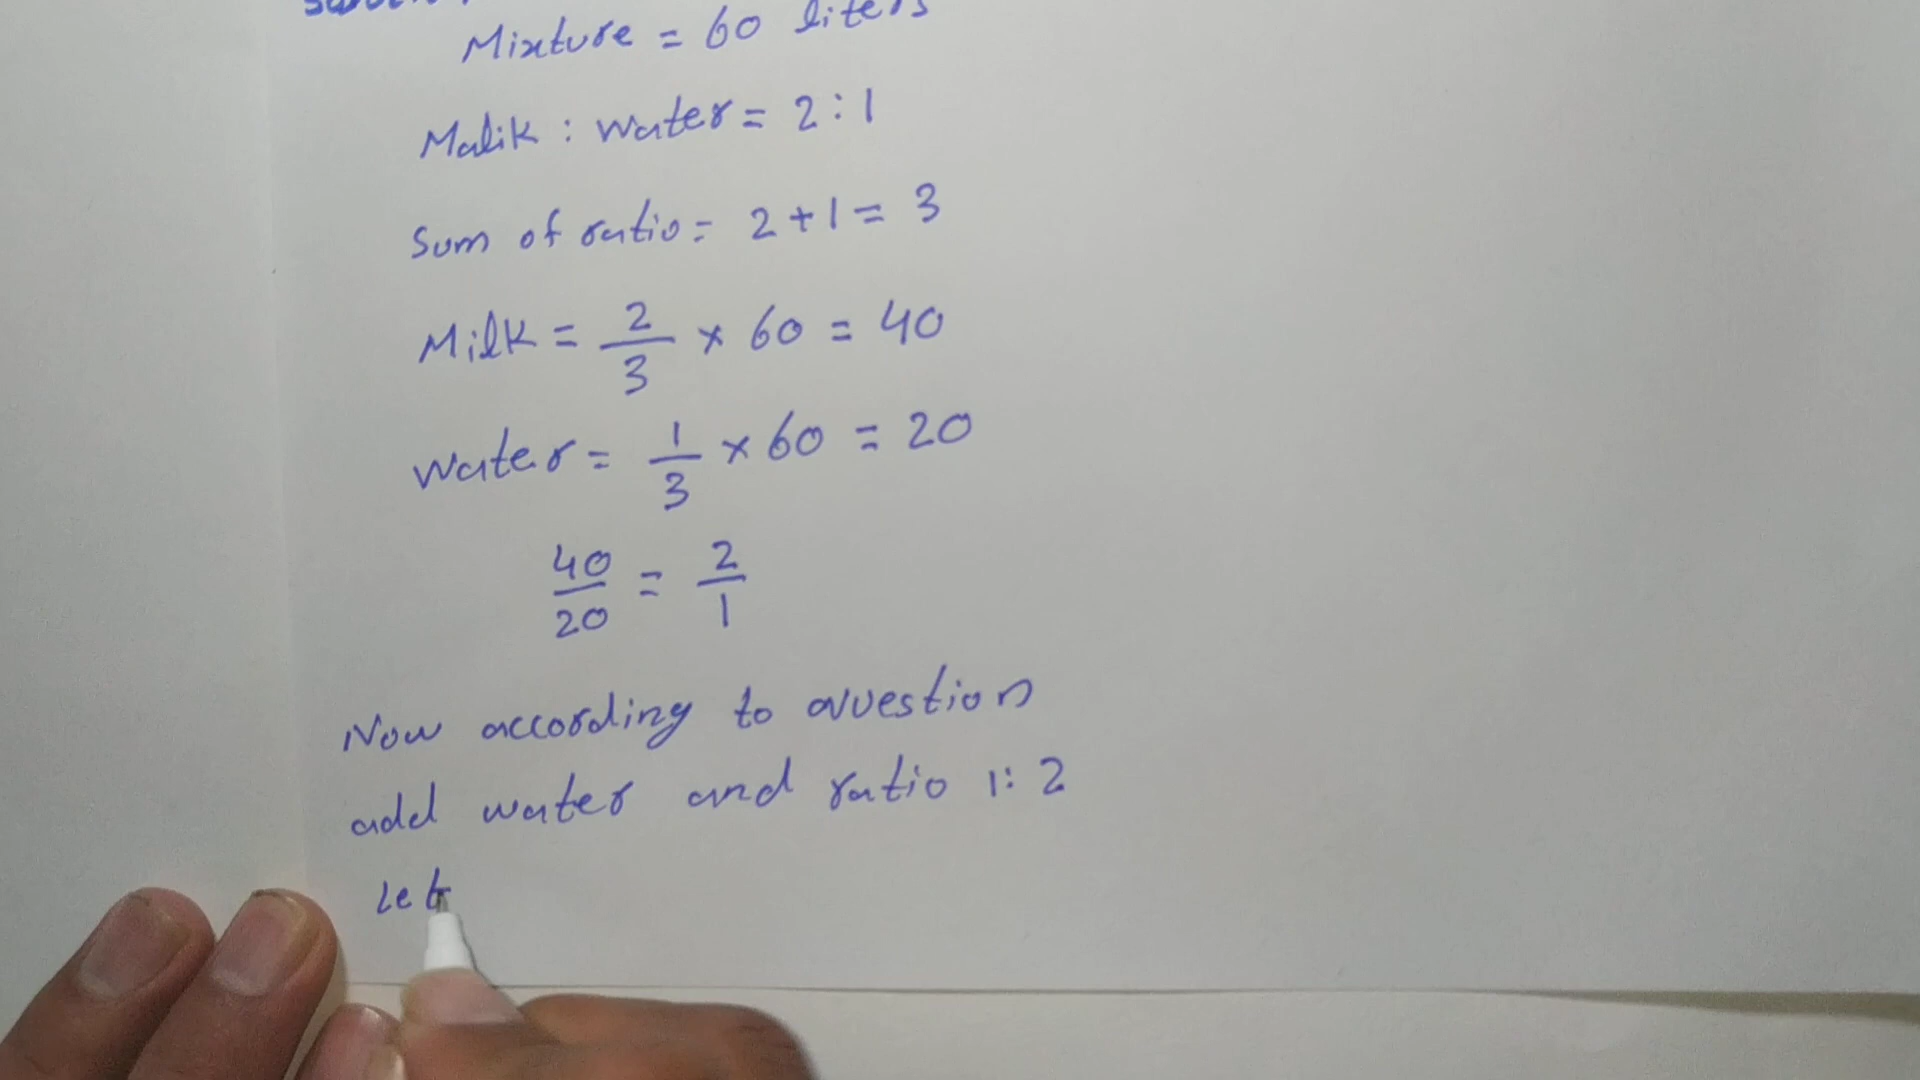 Mixture = 60 liters
Malik : water = 2 : 1
Sum of ratio = 2 + 1 = 3
Milk = 2/3 × 60 = 40
water = 1/3 × 60 = 20
40/20 = 2/1
Now according to question
add water and ratio 1 : 2
Let